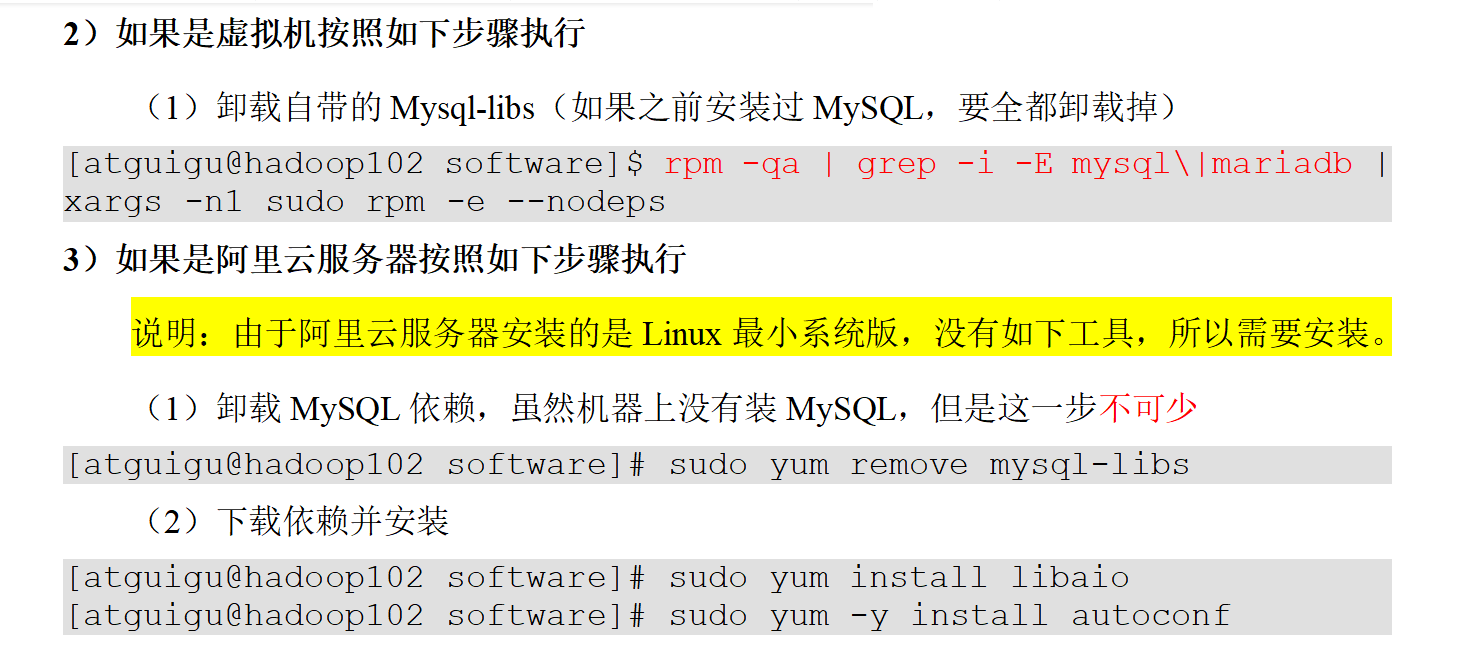 2）如果是虚拟机按照如下步骤执行
（1）卸载自带的 Mysql-libs（如果之前安装过 MySQL，要全都卸载掉）
[atguigu@hadoop102 software]$ rpm -qa | grep -i -E mysql\|mariadb |
xargs -n1 sudo rpm -e --nodeps
3）如果是阿里云服务器按照如下步骤执行
说明：由于阿里云服务器安装的是 Linux 最小系统版，没有如下工具，所以需要安装。
（1）卸载 MySQL 依赖，虽然机器上没有装 MySQL，但是这一步不可少
[atguigu@hadoop102 software]# sudo yum remove mysql-libs
（2）下载依赖并安装
[atguigu@hadoop102 software]# sudo yum install libaio
[atguigu@hadoop102 software]# sudo yum -y install autoconf